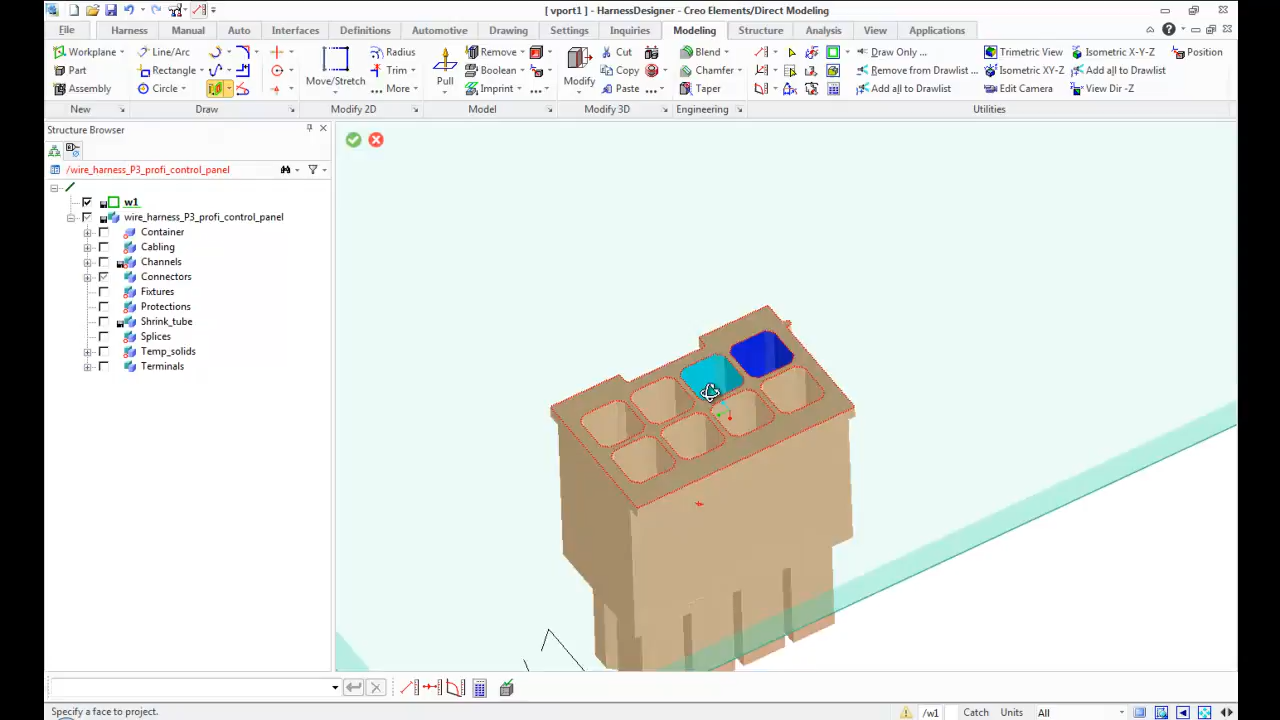 [ vport1 ] - HarnessDesigner - Creo Elements/Direct Modeling
File Harness Manual Auto Interfaces Definitions Automotive Drawing Settings Inquiries Modeling Structure Analysis View Applications
Workplane Line/Arc Radius Remove Cut Blend Draw Only ... Trimetric View Isometric X-Y-Z Position
Part Rectangle Trim Boolean Copy Chamfer Remove from Drawlist ... Isometric XY-Z Add all to Drawlist
Assembly Circle Move/Stretch More Pull Imprint Modify Paste Taper Add all to Drawlist Edit Camera View Dir -Z
New Draw Modify 2D Model Modify 3D Engineering Utilities
Structure Browser
/wire_harness_P3_profi_control_panel
w1
wire_harness_P3_profi_control_panel
Container
Cabling
Channels
Connectors
Fixtures
Protections
Shrink_tube
Splices
Temp_solids
Terminals
Specify a face to project. /w1 Catch Units All